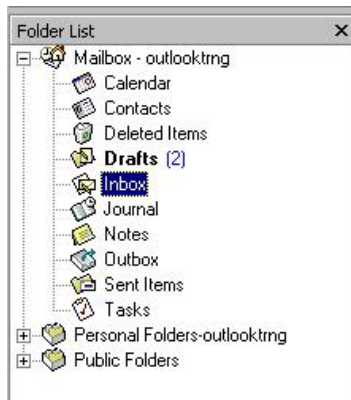 Folder List
Mailbox - outlooktrng
Calendar
Contacts
Deleted Items
Drafts (2)
Inbox
Journal
Notes
Outbox
Sent Items
Tasks
Personal Folders-outlooktrng
Public Folders